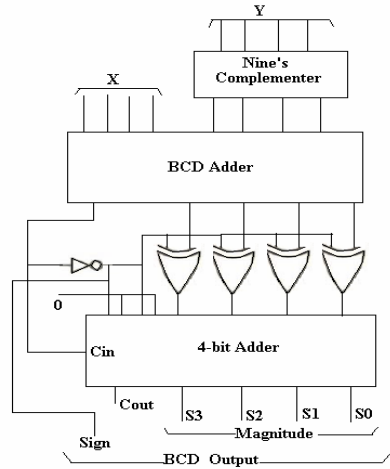 Y
X
Nine's
Complementer
BCD Adder
0
Cin
4-bit Adder
Cout
S3
S2
S1
S0
Sign
Magnitude
BCD Output